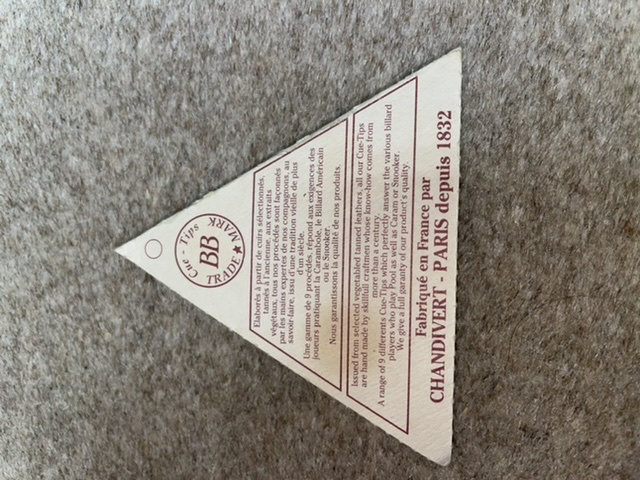 Cue - Tips
BB
TRADE ★ MARK
Elaborés à partir de cuirs sélectionnés,
tannés à l'ancienne, aux extraits
végétaux, tous nos procédés sont façonnés
par les mains expertes de nos compagnons, au
savoir-faire, issu d'une tradition vieille de plus
d'un siècle.
Une gamme de 9 procédés, répond aux exigences des
joueurs pratiquant la Carambole, le Billard Américain
ou le Snooker.
Nous garantissons la qualité de nos produits.
Issued from selected vegetabled tanned leathers, all our Cue-Tips
are hand made by skillfull craftmen whose know-how comes from
more than a century.
A range of 9 differents Cue-Tips which perfectly answer the various billard
players who play Pool as well as Caram or Snooker.
We give a full garanty of our product's quality.
Fabriqué en France par
CHANDIVERT - PARIS depuis 1832